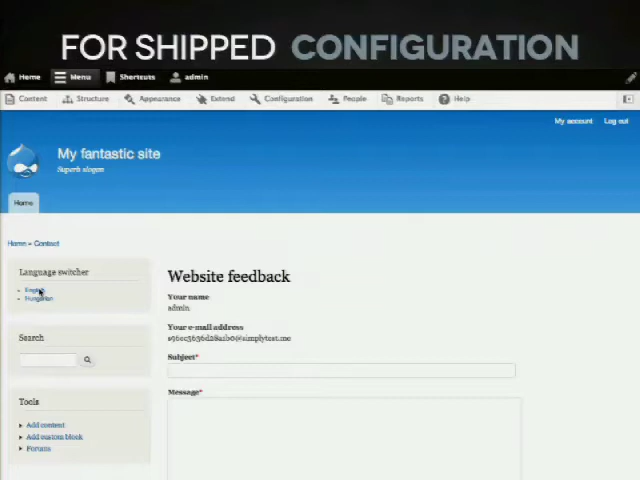 FOR SHIPPED CONFIGURATION
Home Menu Shortcuts admin
Content Structure Appearance Extend Configuration People Reports Help
My account Log out
My fantastic site
Superb slogan
Home
Home » Contact
Language switcher
English
Hungarian
Search
Tools
Add content
Add custom block
Forums
Website feedback
Your name
admin
Your e-mail address
Subject*
Message*